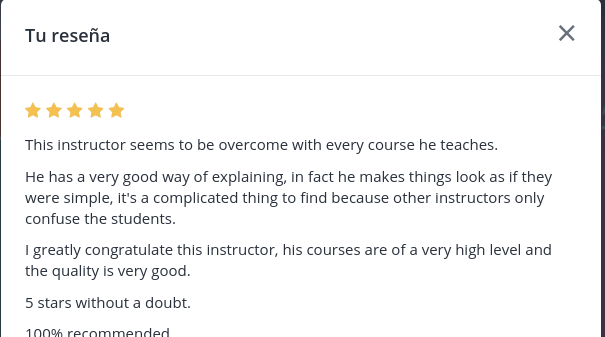 Tu reseña
This instructor seems to be overcome with every course he teaches.
He has a very good way of explaining, in fact he makes things look as if they
were simple, it's a complicated thing to find because other instructors only
confuse the students.
I greatly congratulate this instructor, his courses are of a very high level and
the quality is very good.
5 stars without a doubt.
100% recommended